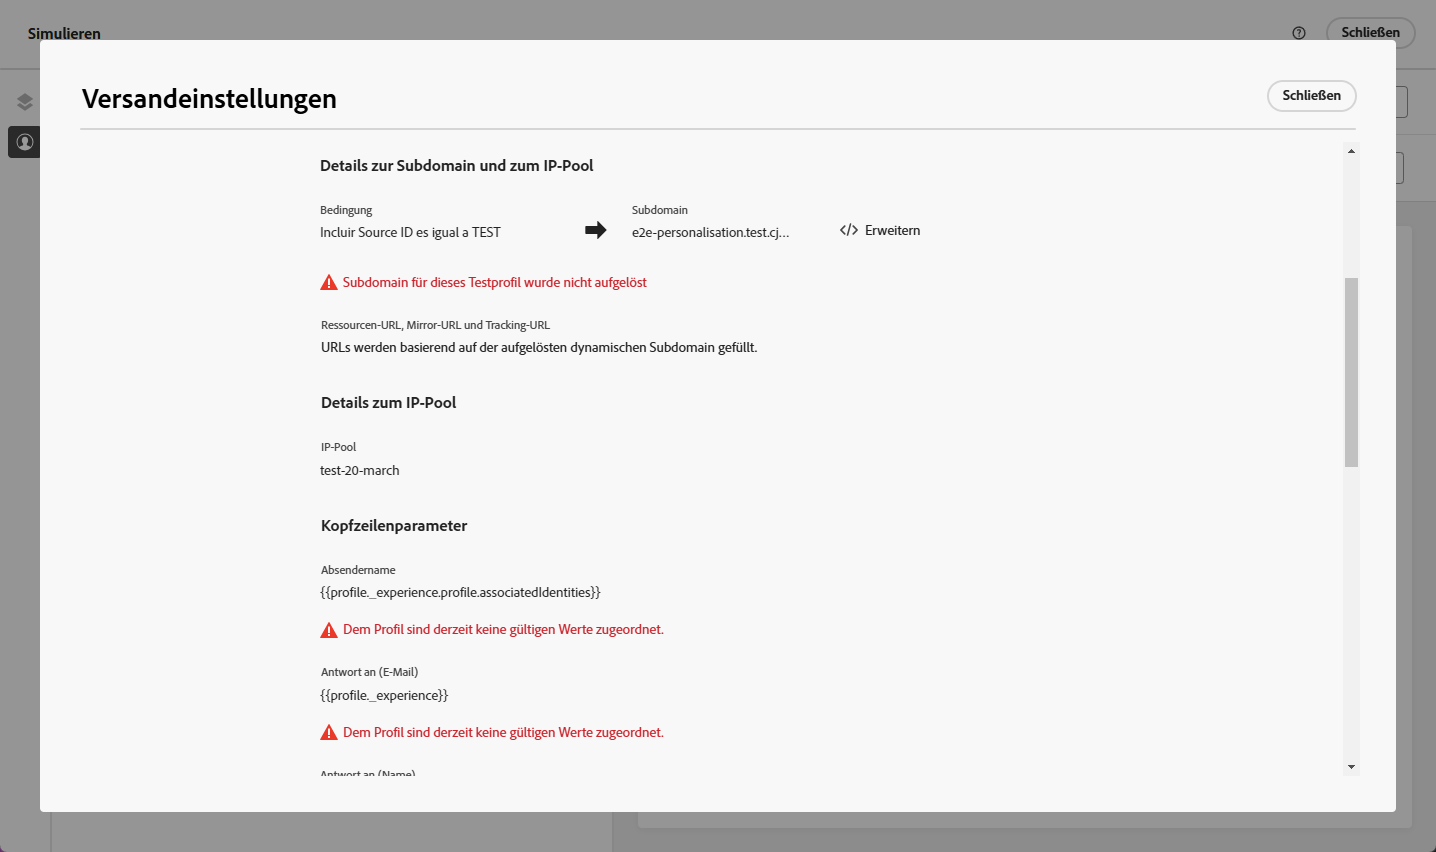 Simulieren
Schließen
Versandeinstellungen
Schließen
Details zur Subdomain und zum IP-Pool
Bedingung
Subdomain
Incluir Source ID es igual a TEST
e2e-personalisation.test.cj...
</> Erweitern
Subdomain für dieses Testprofil wurde nicht aufgelöst
Ressourcen-URL, Mirror-URL und Tracking-URL
URLs werden basierend auf der aufgelösten dynamischen Subdomain gefüllt.
Details zum IP-Pool
IP-Pool
test-20-march
Kopfzeilenparameter
Absendername
{{profile._experience.profile.associatedIdentities}}
Dem Profil sind derzeit keine gültigen Werte zugeordnet.
Antwort an (E-Mail)
{{profile._experience}}
Dem Profil sind derzeit keine gültigen Werte zugeordnet.
Antwort an (Name)